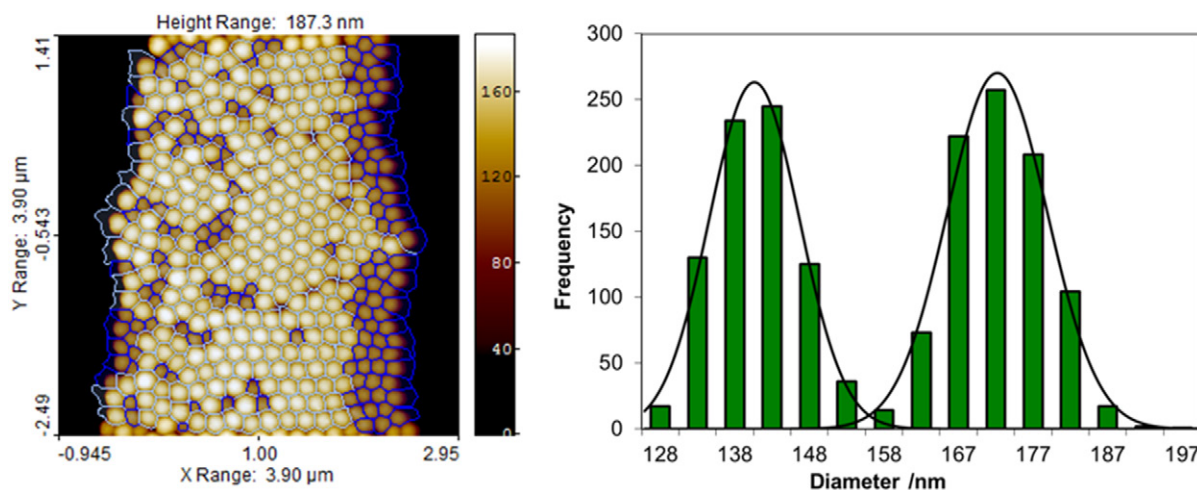 Height Range: 187.3 nm
1.41
-0.543
-2.49
Y Range: 3.90 µm
-0.945 1.00 2.95
X Range: 3.90 µm
160
120
80
40
0
300
250
200
150
100
50
0
Frequency
128 138 148 158 167 177 187 197
Diameter /nm